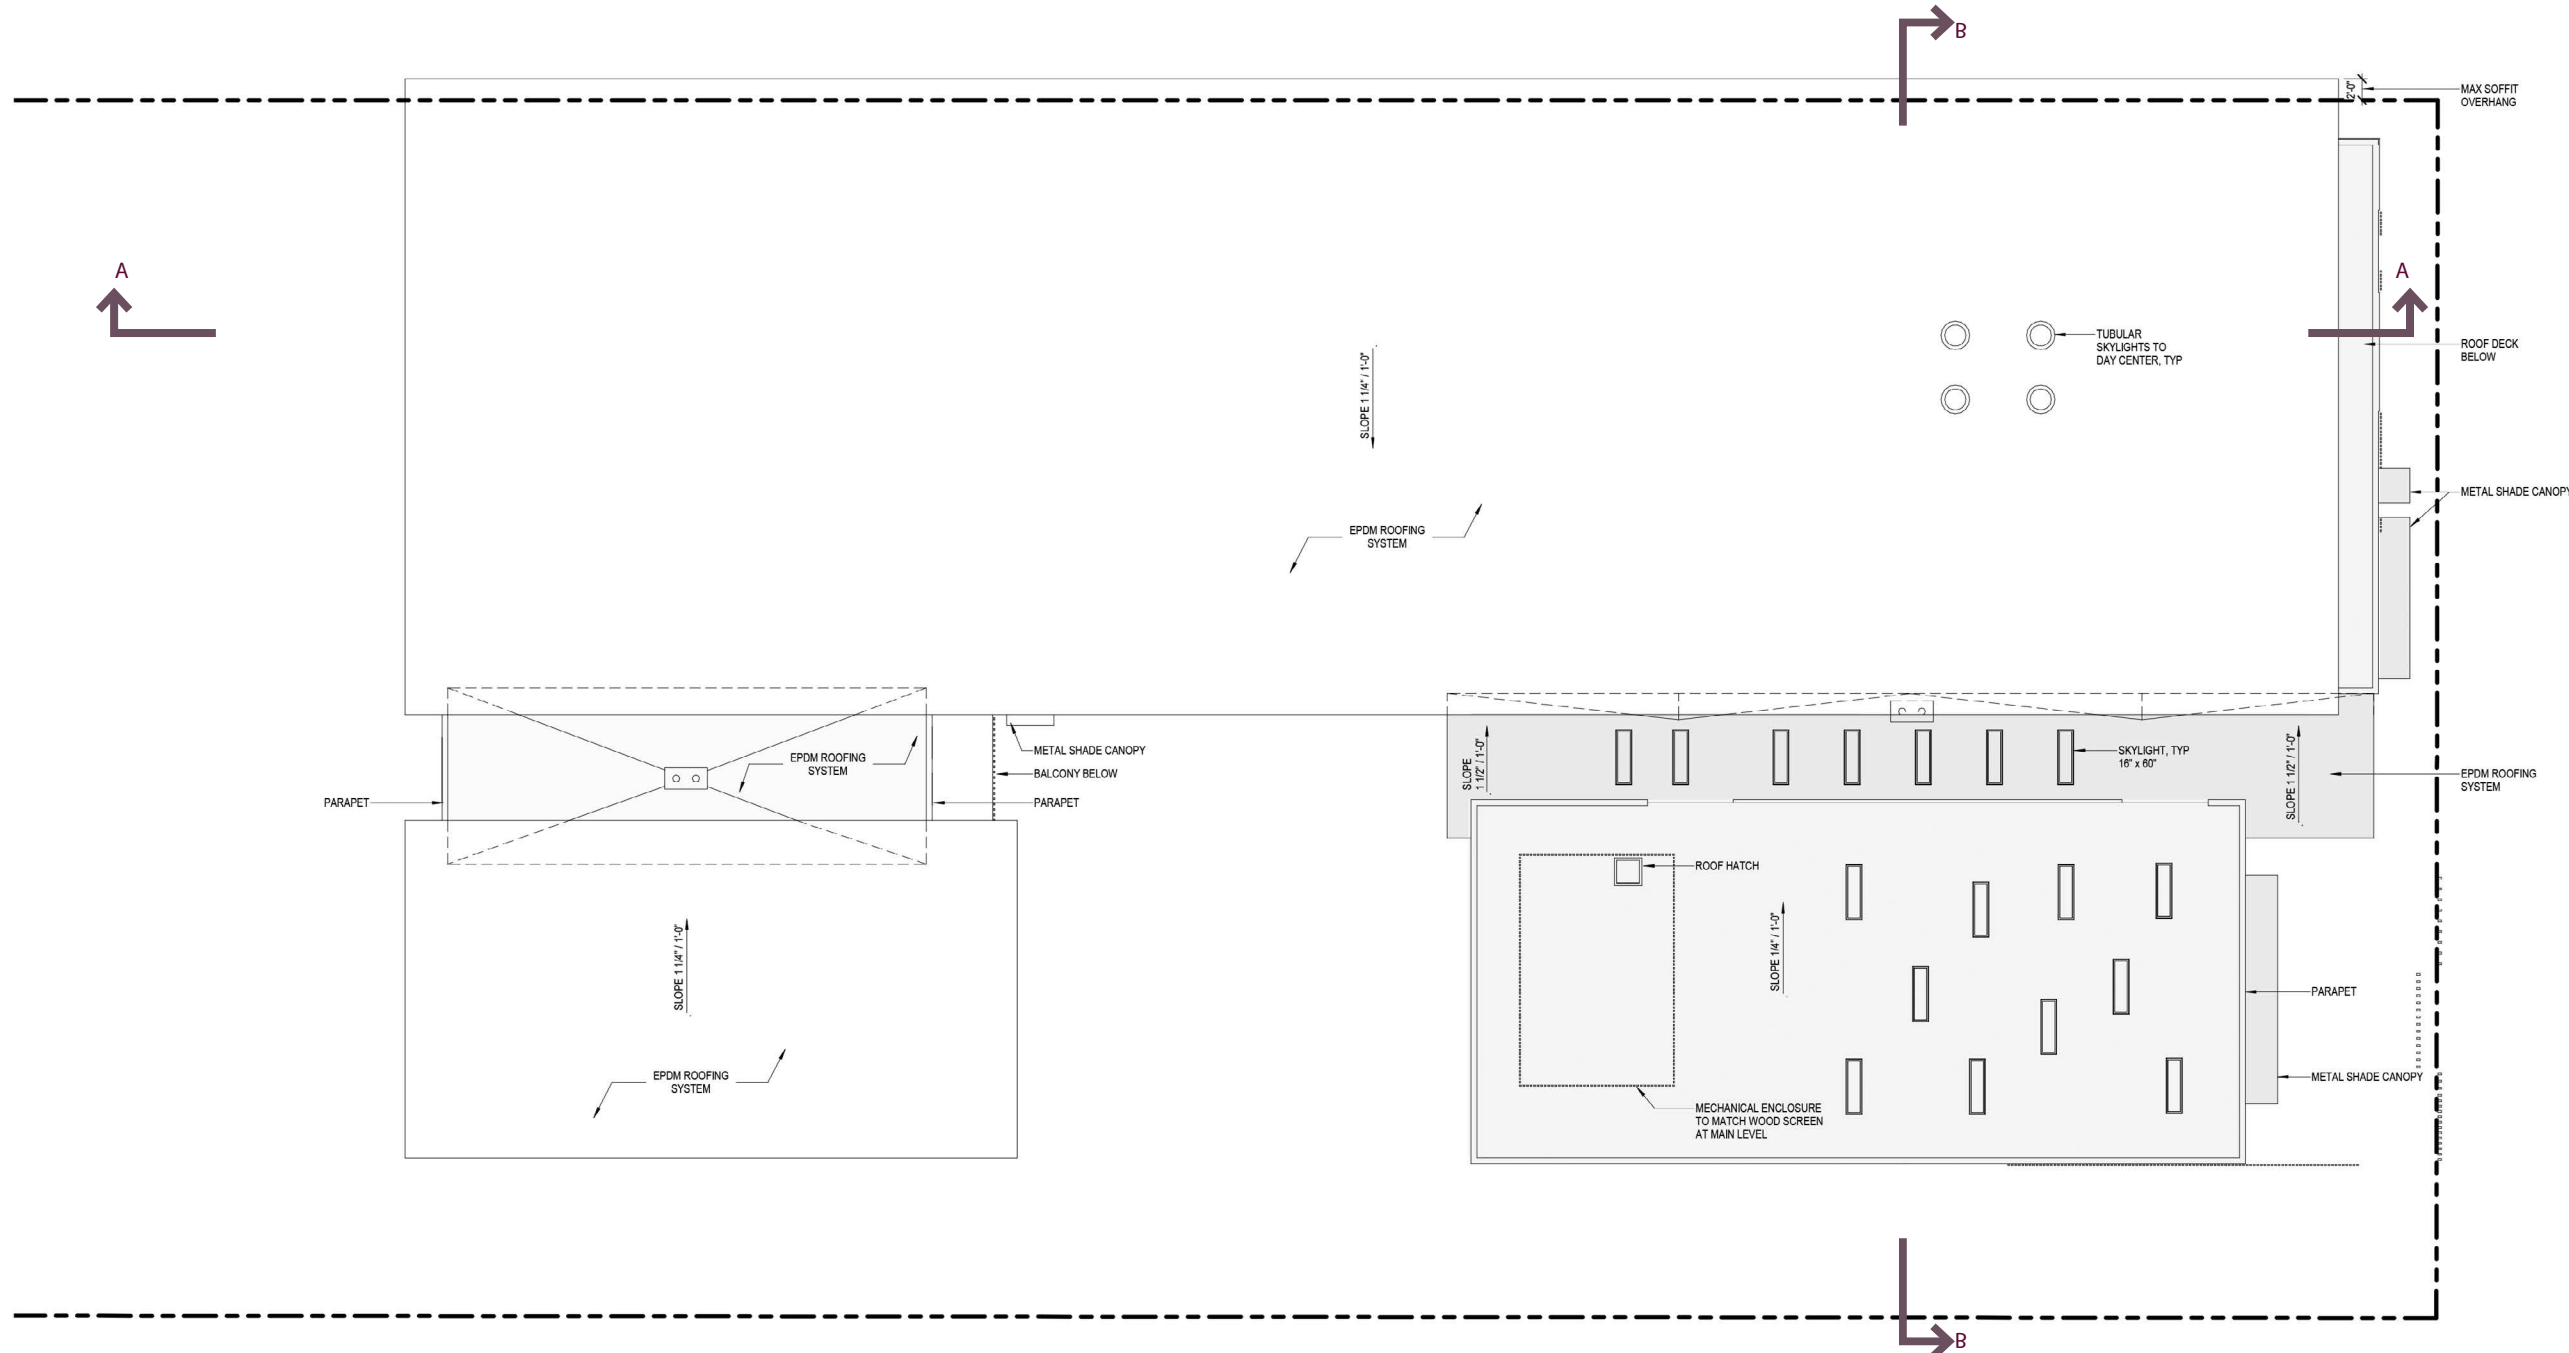 B
MAX SOFFIT
OVERHANG
2'-0"
A
A
TUBULAR
SKYLIGHTS TO
DAY CENTER, TYP
ROOF DECK
BELOW
SLOPE 1 1/4" / 1'-0"
METAL SHADE CANOPY
EPDM ROOFING
SYSTEM
METAL SHADE CANOPY
BALCONY BELOW
EPDM ROOFING
SYSTEM
PARAPET
PARAPET
SLOPE
1 1/2" / 1'-0"
SKYLIGHT, TYP
16" x 60"
SLOPE 1 1/2" / 1'-0"
EPDM ROOFING
SYSTEM
ROOF HATCH
SLOPE 1 1/4" / 1'-0"
SLOPE 1/4" / 1'-0"
PARAPET
EPDM ROOFING
SYSTEM
METAL SHADE CANOPY
MECHANICAL ENCLOSURE
TO MATCH WOOD SCREEN
AT MAIN LEVEL
B